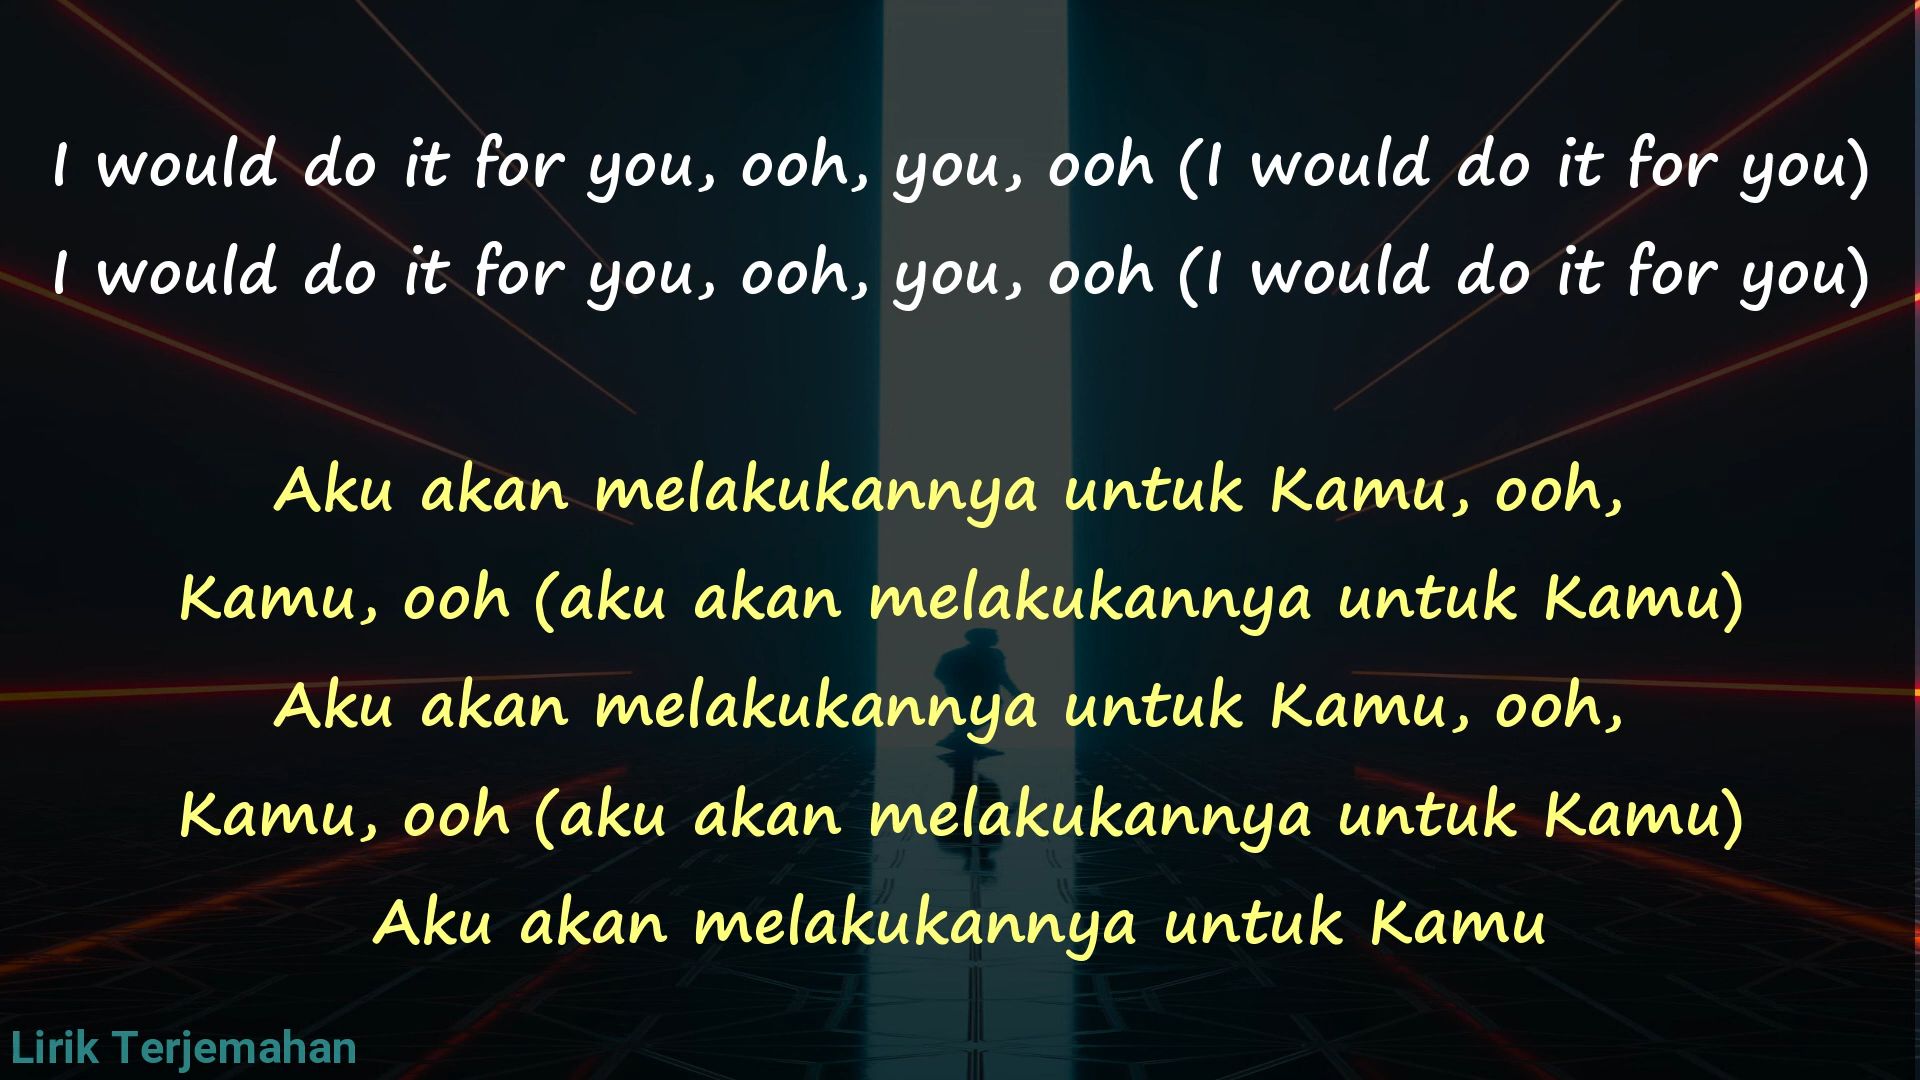 I would do it for you, ooh, you, ooh (I would do it for you)
I would do it for you, ooh, you, ooh (I would do it for you)
Aku akan melakukannya untuk Kamu, ooh,
Kamu, ooh (aku akan melakukannya untuk Kamu)
Aku akan melakukannya untuk Kamu, ooh,
Kamu, ooh (aku akan melakukannya untuk Kamu)
Aku akan melakukannya untuk Kamu
Lirik Terjemahan